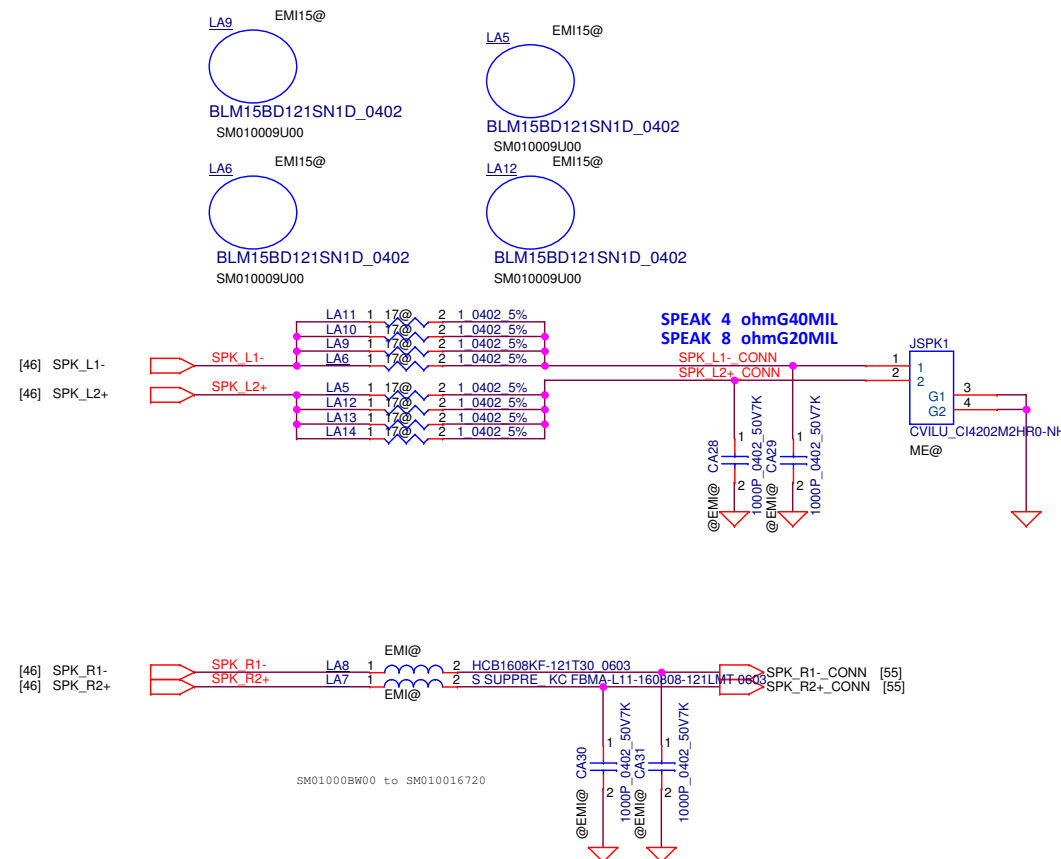 LA9 EMI15@
BLM15BD121SN1D_0402
SM010009U00
LA5 EMI15@
BLM15BD121SN1D_0402
SM010009U00
LA6 EMI15@
BLM15BD121SN1D_0402
SM010009U00
LA12 EMI15@
BLM15BD121SN1D_0402
SM010009U00
LA11 1 17@ 2 1_0402_5%
LA10 1 17@ 2 1_0402_5%
LA9 1 17@ 2 1_0402_5%
[46] SPK_L1- SPK_L1- LA6 1 17@ 2 1_0402_5%
[46] SPK_L2+ SPK_L2+ LA5 1 17@ 2 1_0402_5%
LA12 1 17@ 2 1_0402_5%
LA13 1 17@ 2 1_0402_5%
LA14 1 17@ 2 1_0402_5%
SPEAK 4 ohmG40MIL
SPEAK 8 ohmG20MIL
SPK_L1-_CONN
SPK_L2+_CONN
JSPK1
1 1
2 2
G1 3
G2 4
CVILU_CI4202M2HR0-NH
ME@
@EMI@ CA28 1 2 1000P_0402_50V7K
@EMI@ CA29 1 2 1000P_0402_50V7K
EMI@
[46] SPK_R1- SPK_R1- LA8 1 2 HCB1608KF-121T30_0603 SPK_R1-_CONN [55]
[46] SPK_R2+ SPK_R2+ LA7 1 2 S SUPPRE_ KC FBMA-L11-160808-121LMT 0603 SPK_R2+_CONN [55]
EMI@
@EMI@ CA30 1 2 1000P_0402_50V7K
@EMI@ CA31 1 2 1000P_0402_50V7K
SM01000BW00 to SM010016720